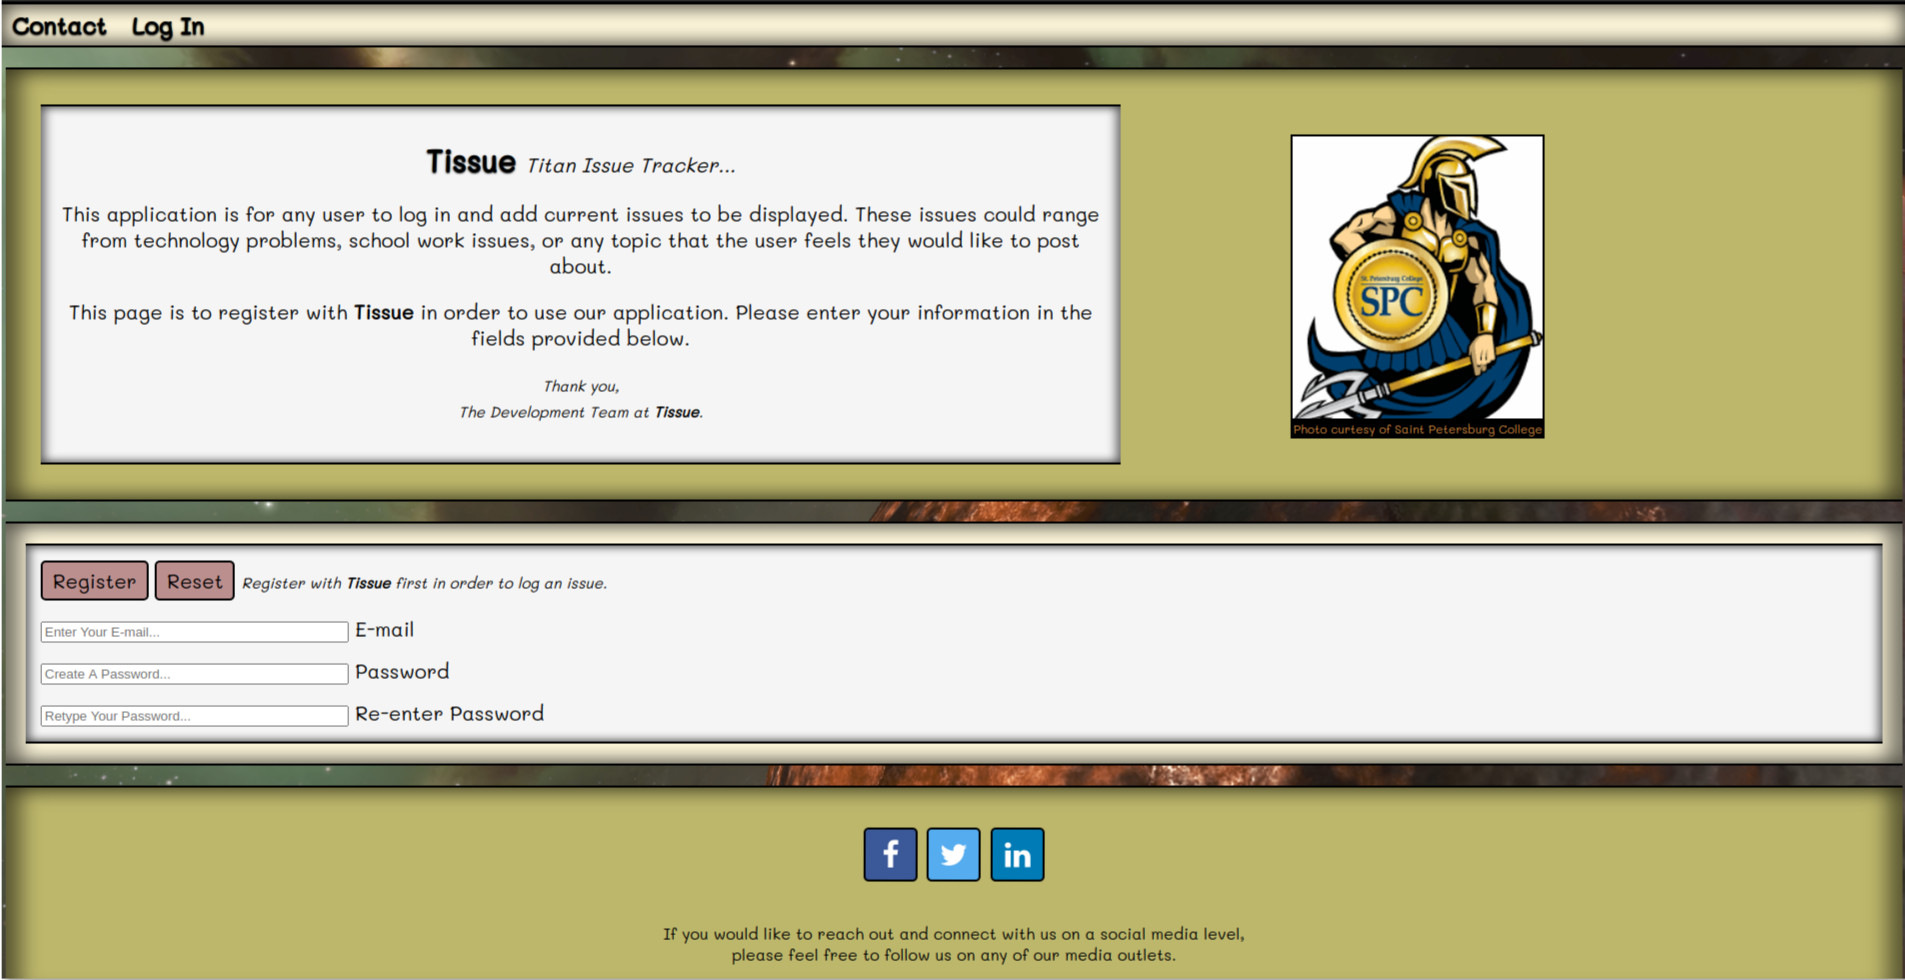 Contact Log In
Tissue Titan Issue Tracker...
This application is for any user to log in and add current issues to be displayed. These issues could range
from technology problems, school work issues, or any topic that the user feels they would like to post
about.
This page is to register with Tissue in order to use our application. Please enter your information in the
fields provided below.
Thank you,
The Development Team at Tissue.
St. Petersburg College
SPC
Photo curtesy of Saint Petersburg College
Register Reset Register with Tissue first in order to log an issue.
Enter Your E-mail... E-mail
Create A Password... Password
Retype Your Password... Re-enter Password
f in
If you would like to reach out and connect with us on a social media level,
please feel free to follow us on any of our media outlets.